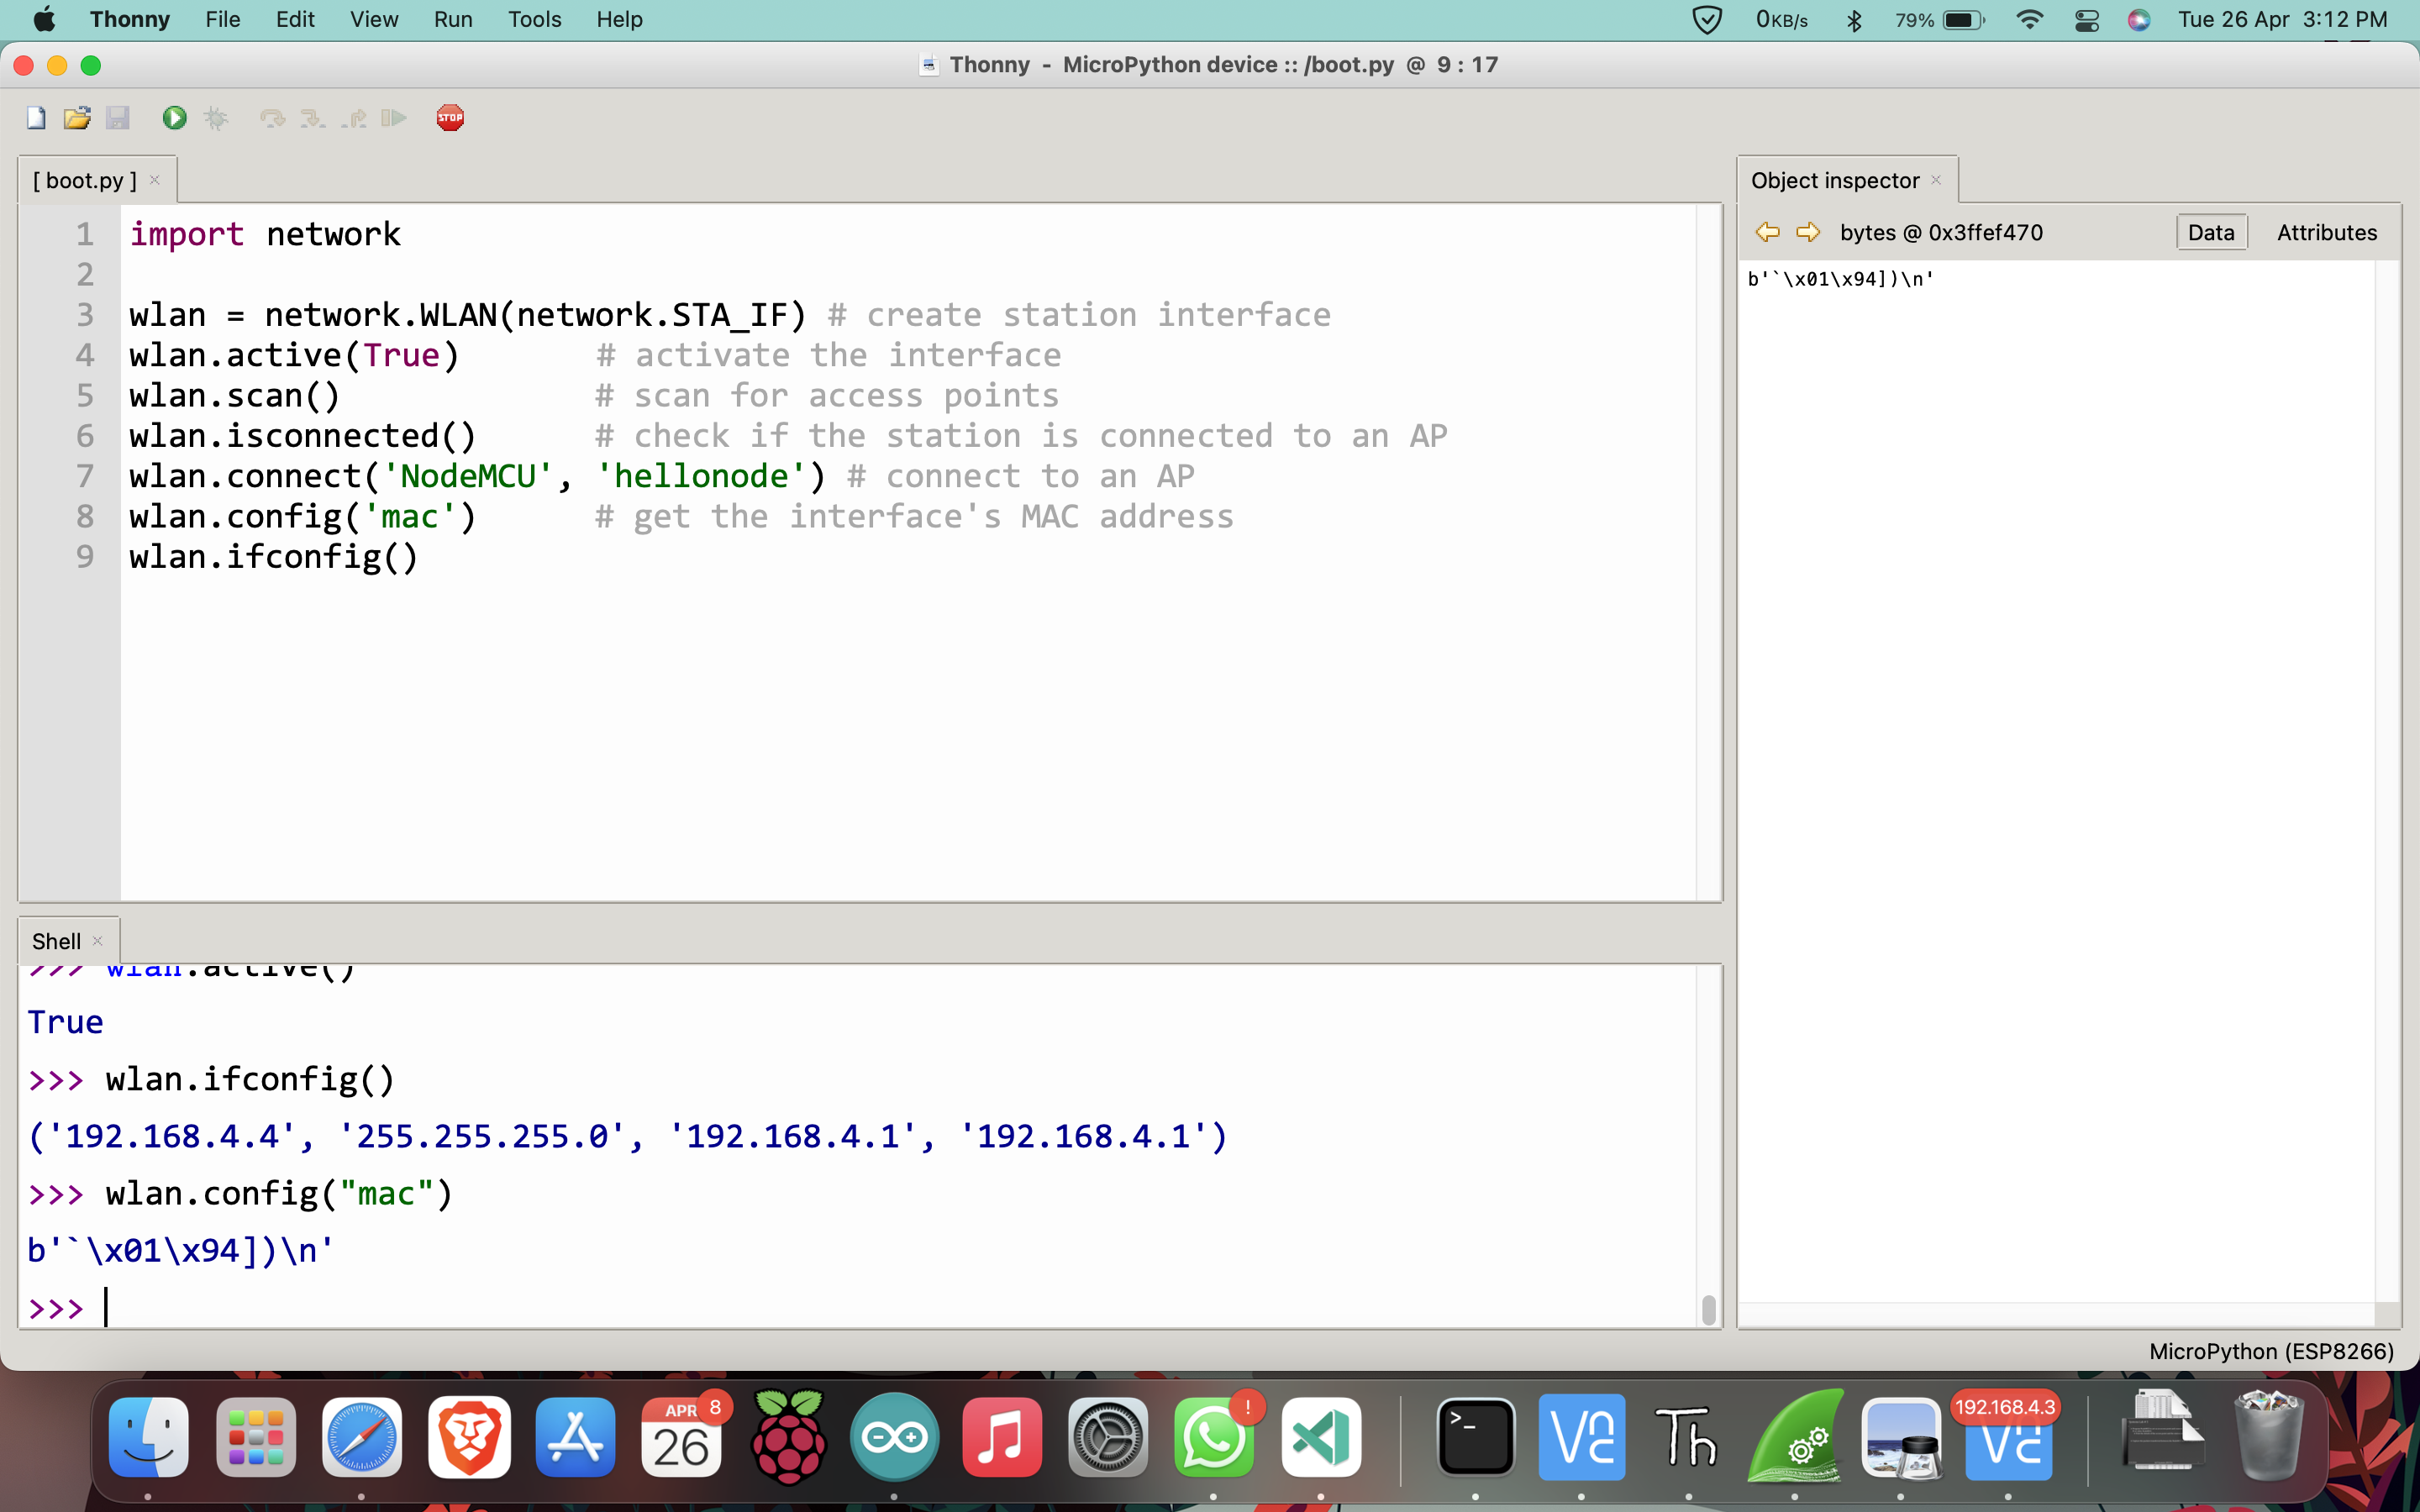 Thonny File Edit View Run Tools Help 0KB/s 79% Tue 26 Apr 3:12 PM
Thonny - MicroPython device :: /boot.py @ 9 : 17
STOP
[ boot.py ] ×
Object inspector ×
bytes @ 0x3ffef470 Data Attributes
b'`\x01\x94])\n'
1 import network
2
3 wlan = network.WLAN(network.STA_IF) # create station interface
4 wlan.active(True)       # activate the interface
5 wlan.scan()             # scan for access points
6 wlan.isconnected()      # check if the station is connected to an AP
7 wlan.connect('NodeMCU', 'hellonode') # connect to an AP
8 wlan.config('mac')      # get the interface's MAC address
9 wlan.ifconfig()
Shell ×
>>> wlan.active()
True
>>> wlan.ifconfig()
('192.168.4.4', '255.255.255.0', '192.168.4.1', '192.168.4.1')
>>> wlan.config("mac")
b'`\x01\x94])\n'
>>>
MicroPython (ESP8266)
APR 8
26
!
>_
VNC
Th
192.168.4.3
VNC